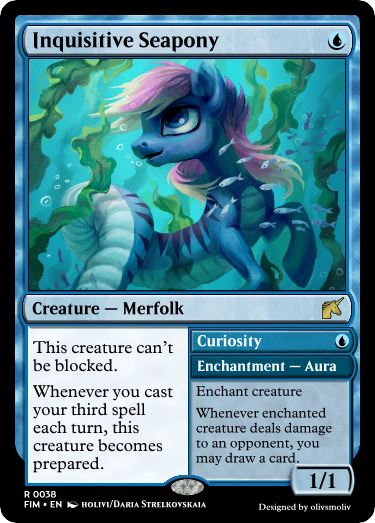 Inquisitive Seapony
Creature — Merfolk
This creature can't
be blocked.
Whenever you cast
your third spell
each turn, this
creature becomes
prepared.
Curiosity
Enchantment — Aura
Enchant creature
Whenever enchanted
creature deals damage
to an opponent, you
may draw a card.
1/1
R 0038
FIM • EN HOLIVI/DARIA STRELKOVSKAIA
Designed by olivsmoliv